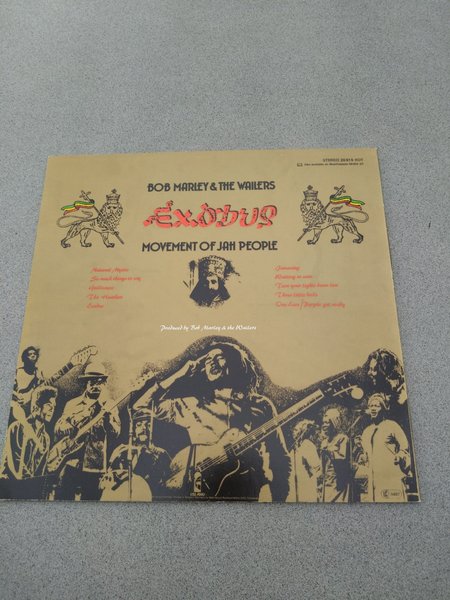 BOB MARLEY & THE WAILERS
Exodus
MOVEMENT OF JAH PEOPLE
Natural Mystic
So much things to say
Guiltiness
The Heathen
Exodus
Jamming
Waiting in vain
Turn your lights down low
Three little birds
One Love / People get ready
Produced by Bob Marley & the Wailers